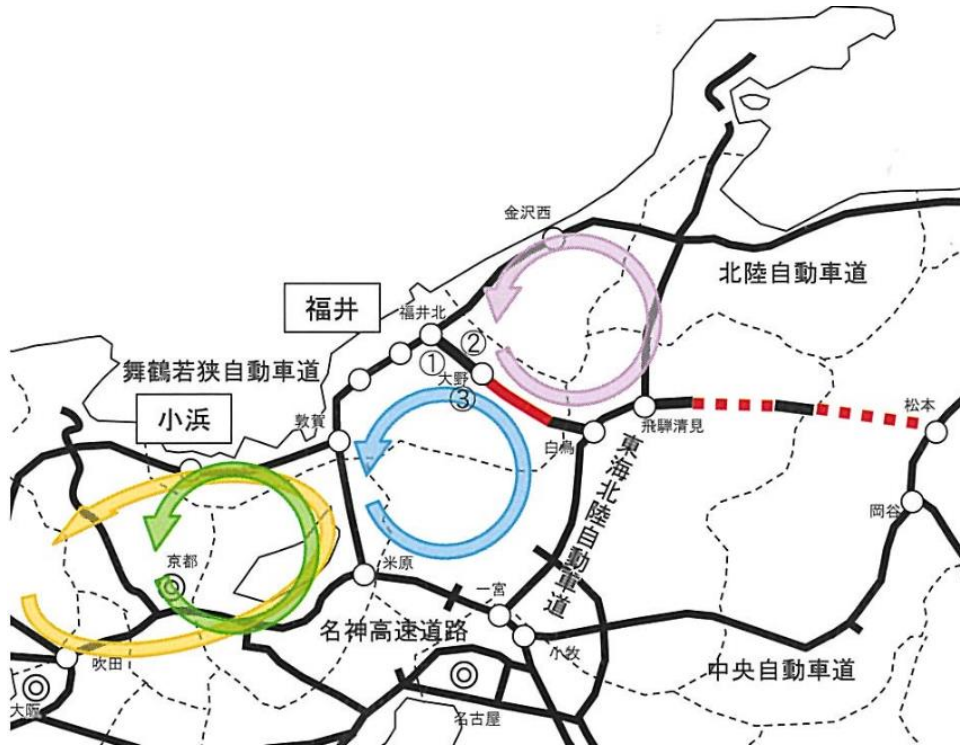 金沢西
北陸自動車道
福井
福井北
①
②
舞鶴若狭自動車道
大野
③
小浜
敦賀
白鳥
飛騨清見
松本
東海北陸自動車道
岡谷
京都
米原
一宮
名神高速道路
小牧
吹田
中央自動車道
大阪
名古屋